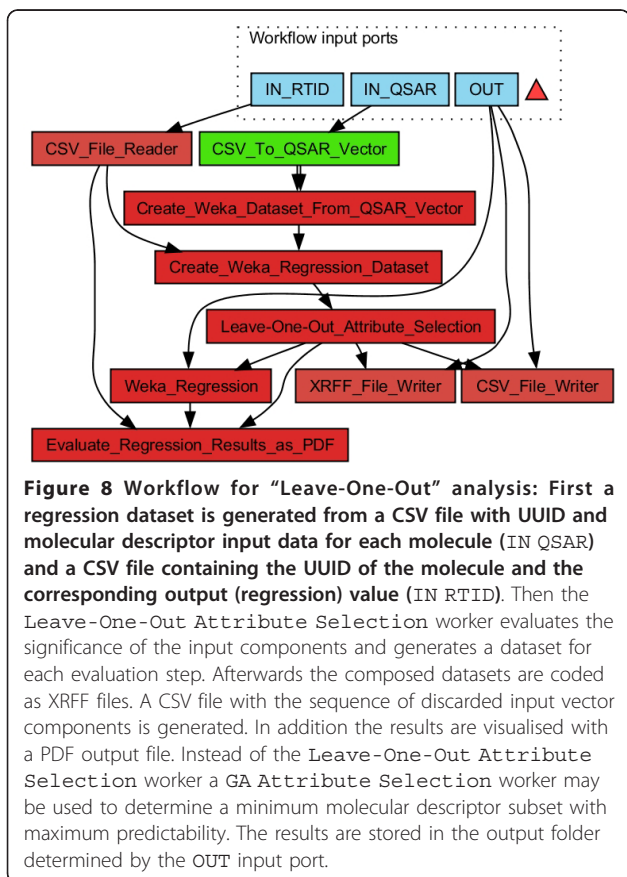 Workflow input ports
IN_RTID IN_QSAR OUT
CSV_File_Reader CSV_To_QSAR_Vector
Create_Weka_Dataset_From_QSAR_Vector
Create_Weka_Regression_Dataset
Leave-One-Out_Attribute_Selection
Weka_Regression XRFF_File_Writer CSV_File_Writer
Evaluate_Regression_Results_as_PDF
Figure 8 Workflow for “Leave-One-Out” analysis: First a
regression dataset is generated from a CSV file with UUID and
molecular descriptor input data for each molecule (IN QSAR)
and a CSV file containing the UUID of the molecule and the
corresponding output (regression) value (IN RTID). Then the
Leave-One-Out Attribute Selection worker evaluates the
significance of the input components and generates a dataset for
each evaluation step. Afterwards the composed datasets are coded
as XRFF files. A CSV file with the sequence of discarded input vector
components is generated. In addition the results are visualised with
a PDF output file. Instead of the Leave-One-Out Attribute
Selection worker a GA Attribute Selection worker may
be used to determine a minimum molecular descriptor subset with
maximum predictability. The results are stored in the output folder
determined by the OUT input port.